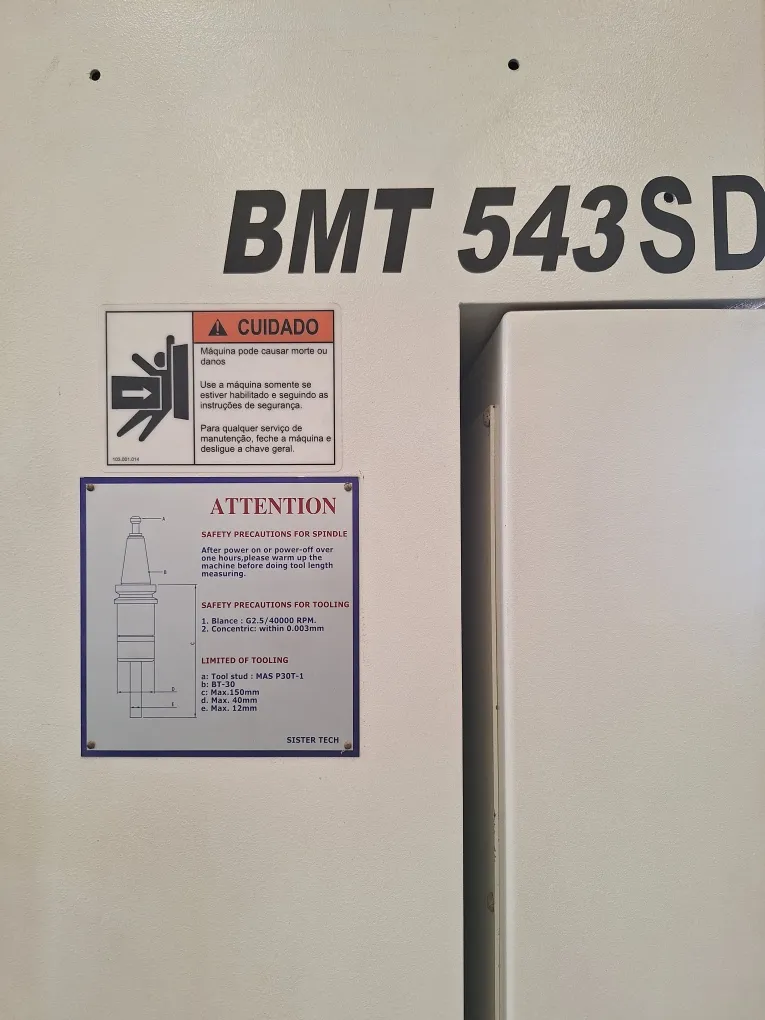 BMT 543SD
CUIDADO
Máquina pode causar morte ou
danos
Use a máquina somente se
estiver habilitado e seguindo as
instruções de segurança.
Para qualquer serviço de
manutenção, feche a máquina e
desligue a chave geral.
103.001.014
ATTENTION
SAFETY PRECAUTIONS FOR SPINDLE
After power on or power-off over
one hours,please warm up the
machine before doing tool length
measuring.
SAFETY PRECAUTIONS FOR TOOLING
1. Blance : G2.5/40000 RPM.
2. Concentric: within 0.003mm
LIMITED OF TOOLING
a: Tool stud : MAS P30T-1
b: BT-30
c: Max.150mm
d. Max. 40mm
e. Max. 12mm
A
B
C
D
E
SISTER TECH